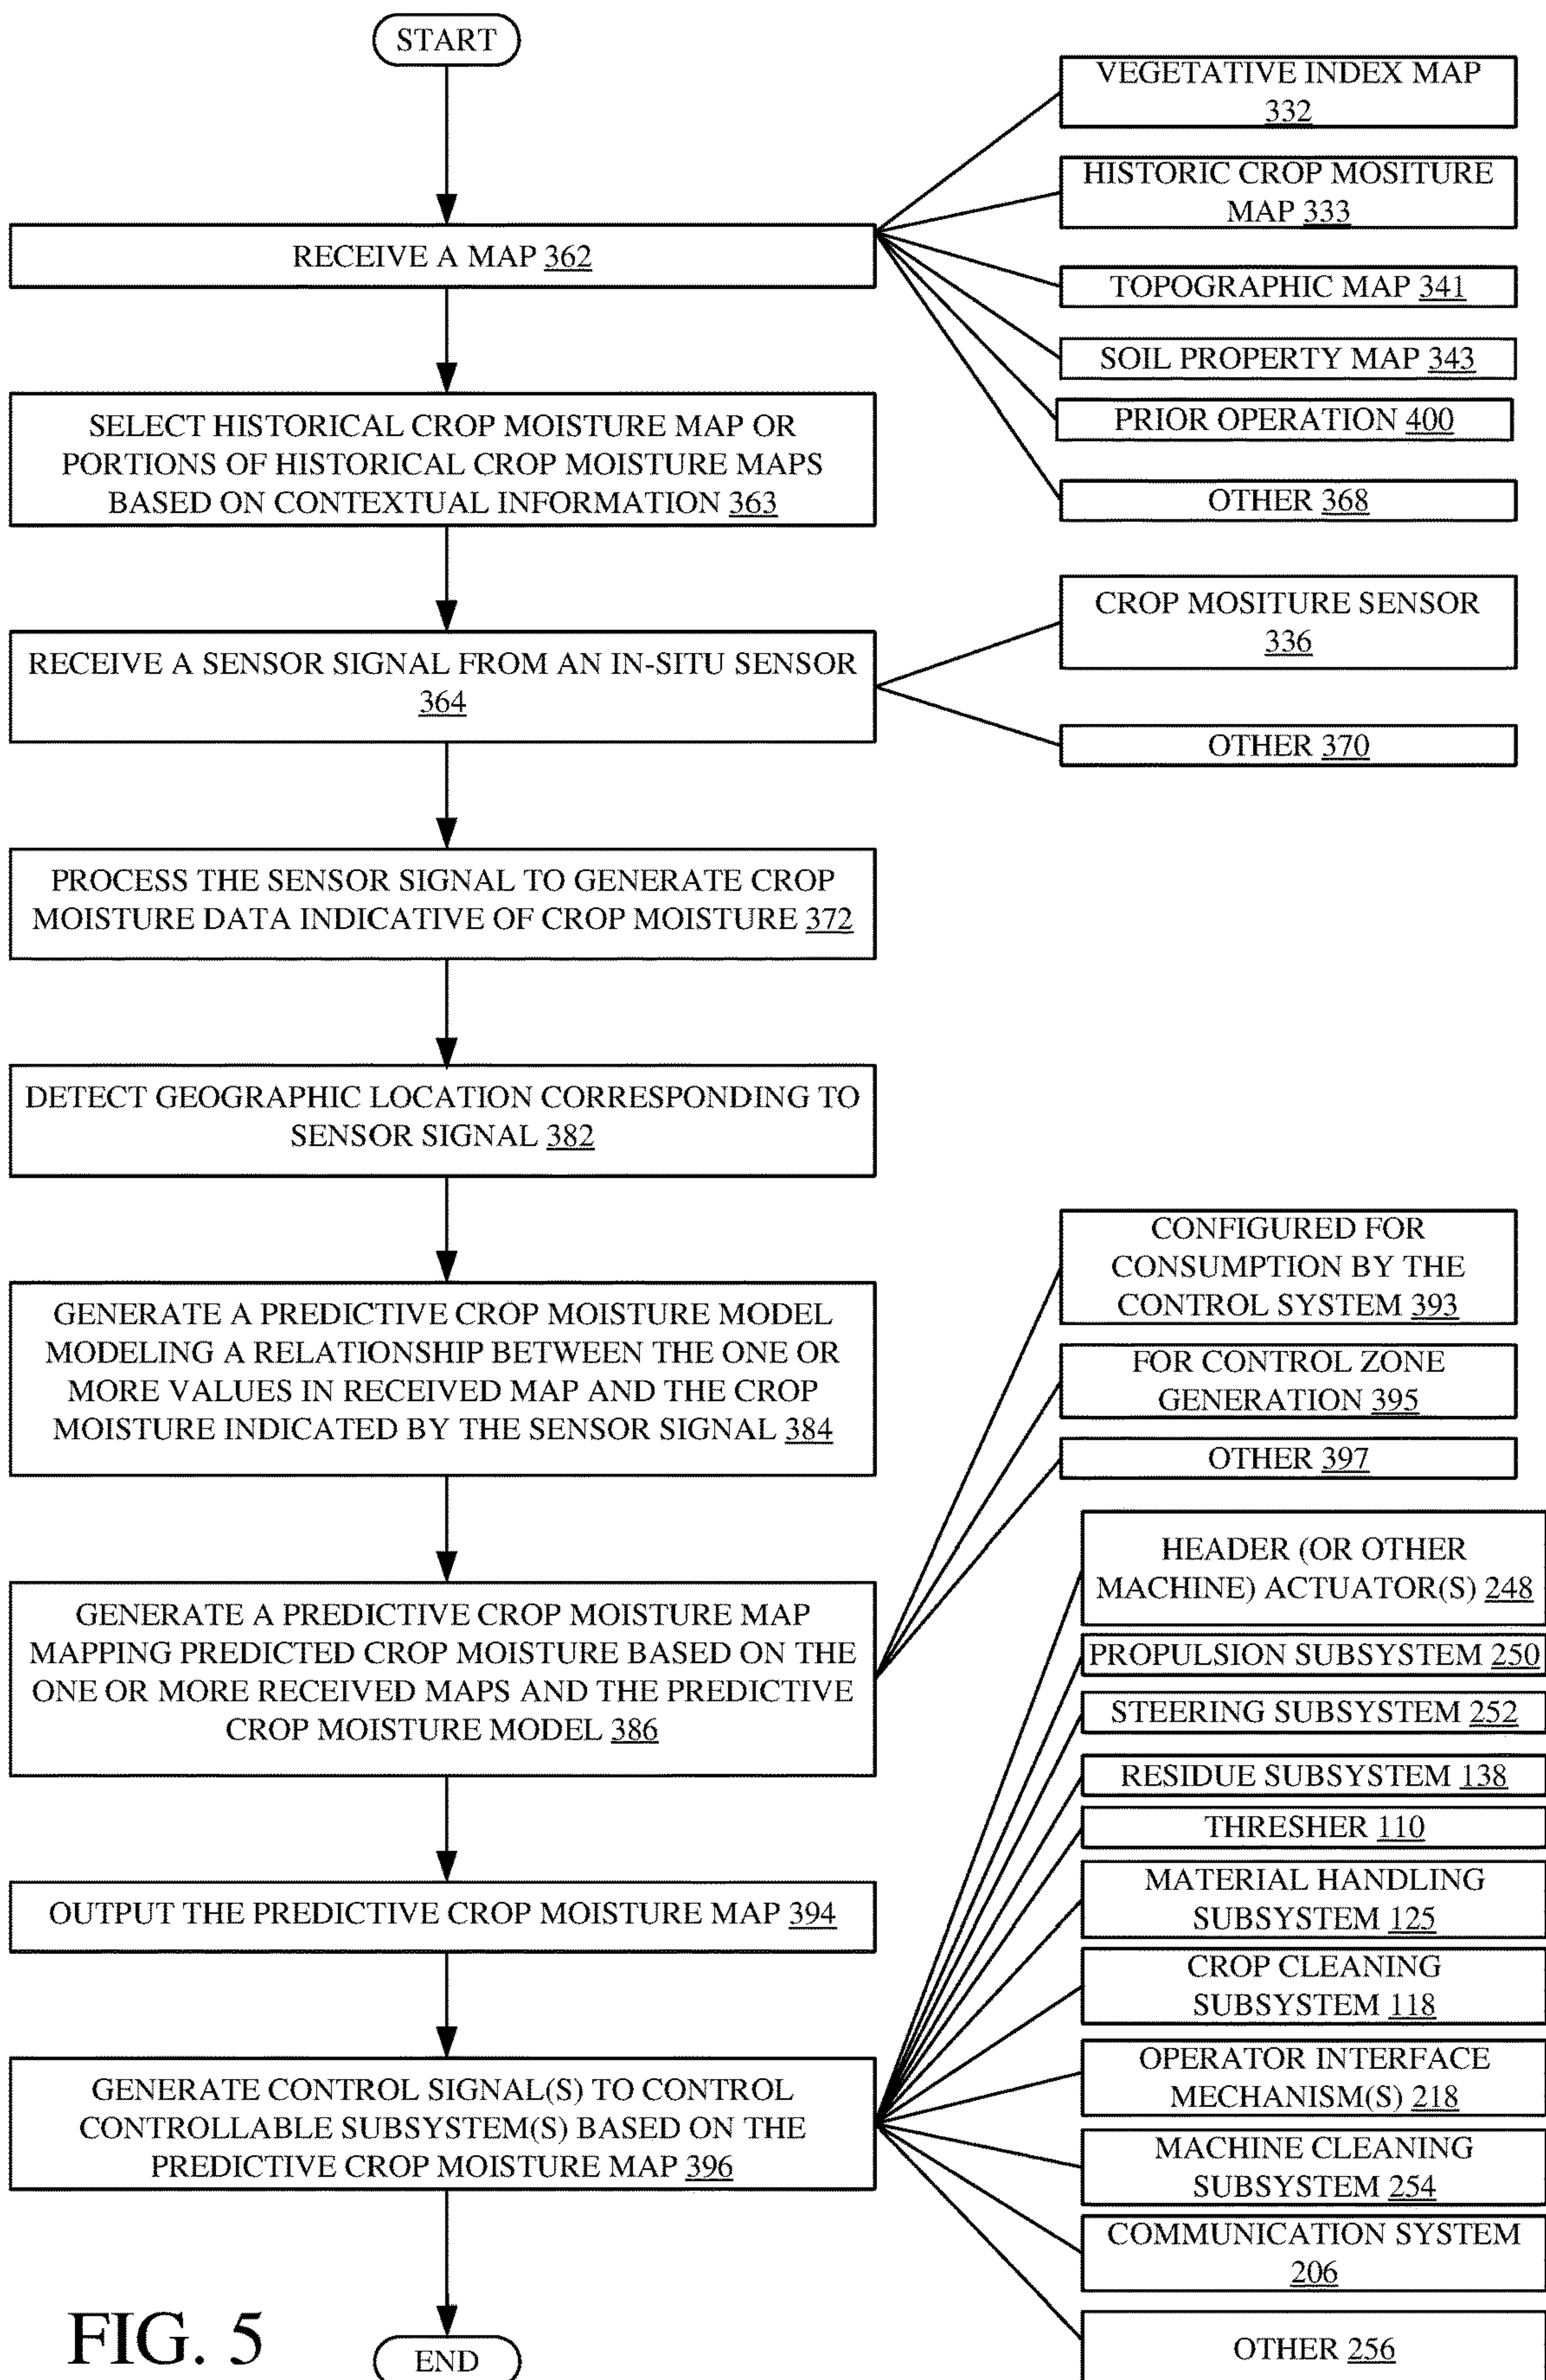 START
VEGETATIVE INDEX MAP
332
HISTORIC CROP MOSITURE
MAP 333
RECEIVE A MAP 362
TOPOGRAPHIC MAP 341
SOIL PROPERTY MAP 343
PRIOR OPERATION 400
OTHER 368
SELECT HISTORICAL CROP MOISTURE MAP OR
PORTIONS OF HISTORICAL CROP MOISTURE MAPS
BASED ON CONTEXTUAL INFORMATION 363
RECEIVE A SENSOR SIGNAL FROM AN IN-SITU SENSOR
364
CROP MOSITURE SENSOR
336
OTHER 370
PROCESS THE SENSOR SIGNAL TO GENERATE CROP
MOISTURE DATA INDICATIVE OF CROP MOISTURE 372
DETECT GEOGRAPHIC LOCATION CORRESPONDING TO
SENSOR SIGNAL 382
GENERATE A PREDICTIVE CROP MOISTURE MODEL
MODELING A RELATIONSHIP BETWEEN THE ONE OR
MORE VALUES IN RECEIVED MAP AND THE CROP
MOISTURE INDICATED BY THE SENSOR SIGNAL 384
CONFIGURED FOR
CONSUMPTION BY THE
CONTROL SYSTEM 393
FOR CONTROL ZONE
GENERATION 395
OTHER 397
GENERATE A PREDICTIVE CROP MOISTURE MAP
MAPPING PREDICTED CROP MOISTURE BASED ON THE
ONE OR MORE RECEIVED MAPS AND THE PREDICTIVE
CROP MOISTURE MODEL 386
OUTPUT THE PREDICTIVE CROP MOISTURE MAP 394
GENERATE CONTROL SIGNAL(S) TO CONTROL
CONTROLLABLE SUBSYSTEM(S) BASED ON THE
PREDICTIVE CROP MOISTURE MAP 396
HEADER (OR OTHER
MACHINE) ACTUATOR(S) 248
PROPULSION SUBSYSTEM 250
STEERING SUBSYSTEM 252
RESIDUE SUBSYSTEM 138
THRESHER 110
MATERIAL HANDLING
SUBSYSTEM 125
CROP CLEANING
SUBSYSTEM 118
OPERATOR INTERFACE
MECHANISM(S) 218
MACHINE CLEANING
SUBSYSTEM 254
COMMUNICATION SYSTEM
206
OTHER 256
END
FIG. 5